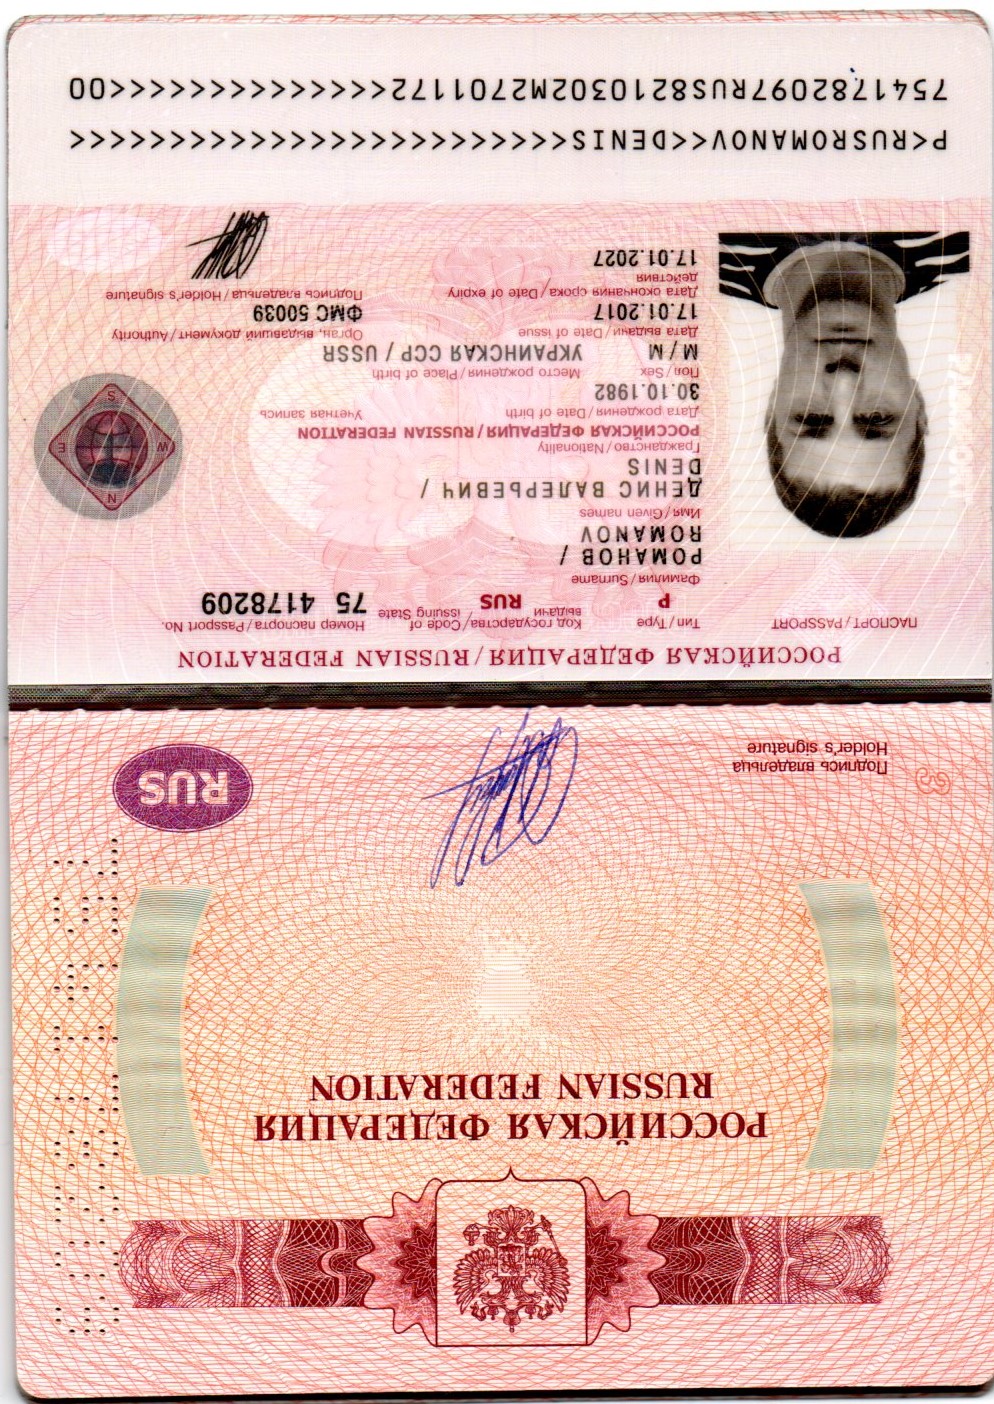 РОССИЙСКАЯ ФЕДЕРАЦИЯ
RUSSIAN FEDERATION
Подпись владельца
Holder's signature
RUS
РОССИЙСКАЯ ФЕДЕРАЦИЯ / RUSSIAN FEDERATION
ПАСПОРТ / PASSPORT
Тип / Type
Код государства / Code of
выдачи issuing State
Номер паспорта / Passport No.
P
RUS
75 4178209
Фамилия / Surname
РОМАНОВ /
ROMANOV
Имя / Given names
ДЕНИС ВАЛЕРЬЕВИЧ /
DENIS
Гражданство / Nationality
РОССИЙСКАЯ ФЕДЕРАЦИЯ / RUSSIAN FEDERATION
Дата рождения / Date of birth
Учетная запись
30.10.1982
Пол / Sex
Место рождения / Place of birth
М / M
УКРАИНСКАЯ ССР / USSR
Дата выдачи / Date of issue
Орган, выдавший документ / Authority
17.01.2017
ФМС 50039
Дата окончания срока / Date of expiry
действия
Подпись владельца / Holder's signature
17.01.2027
N
W
E
S
P<RUSROMANOV<<DENIS<<<<<<<<<<<<<<<<<<<<<<<<<
7541782097RUS8210302M2701172<<<<<<<<<<<<<<00